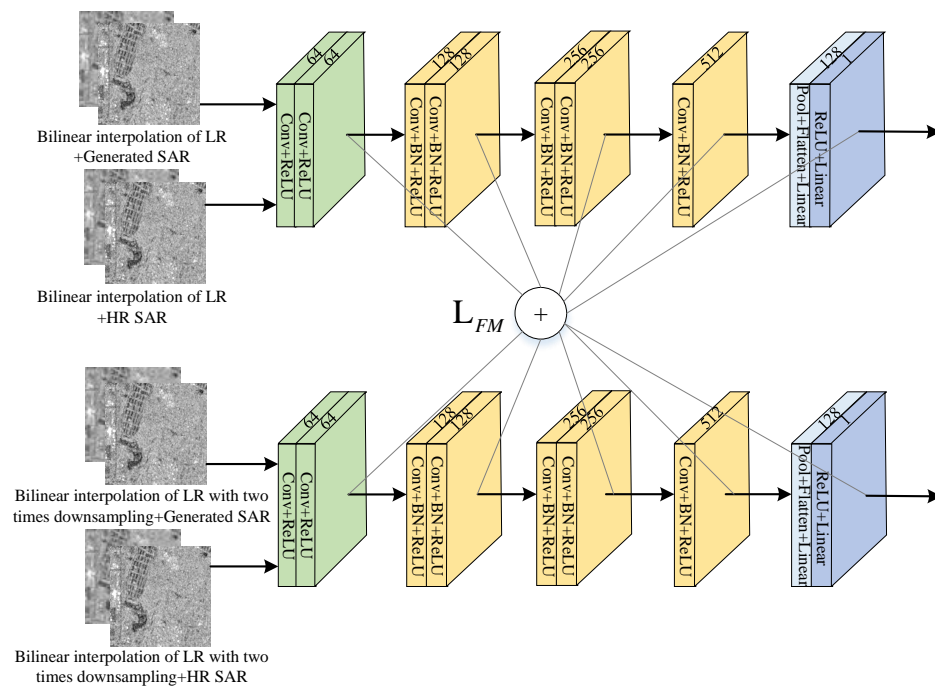 64
64
Conv+ReLU
Conv+ReLU
128
128
Conv+BN+ReLU
Conv+BN+ReLU
256
256
Conv+BN+ReLU
Conv+BN+ReLU
512
Conv+BN+ReLU
128
1
Pool+Flatten+Linear
ReLU+Linear
Bilinear interpolation of LR
+Generated SAR
Bilinear interpolation of LR
+HR SAR
L_FM
+
64
64
Conv+ReLU
Conv+ReLU
128
128
Conv+BN+ReLU
Conv+BN+ReLU
256
256
Conv+BN+ReLU
Conv+BN+ReLU
512
Conv+BN+ReLU
128
1
Pool+Flatten+Linear
ReLU+Linear
Bilinear interpolation of LR with two
times downsampling+Generated SAR
Bilinear interpolation of LR with two
times downsampling+HR SAR